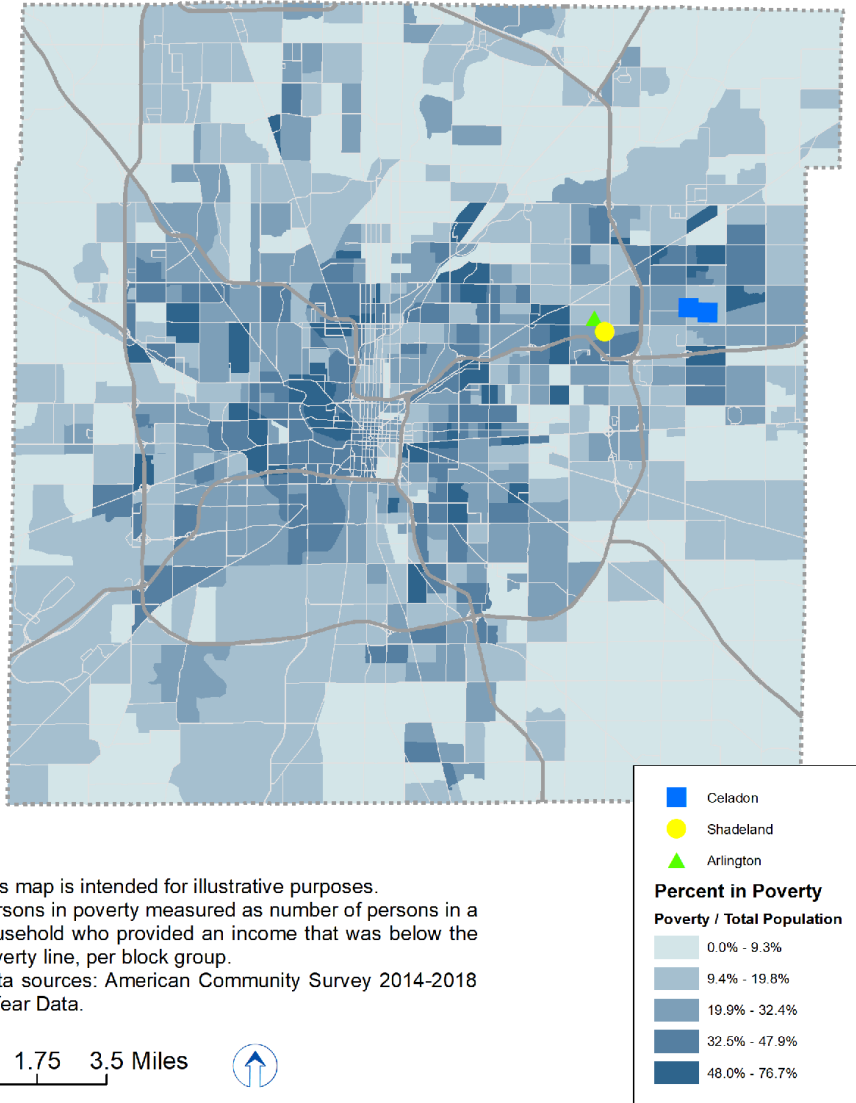 Celadon
Shadeland
Arlington
Percent in Poverty
Poverty / Total Population
0.0% - 9.3%
9.4% - 19.8%
19.9% - 32.4%
32.5% - 47.9%
48.0% - 76.7%
s map is intended for illustrative purposes.
rsons in poverty measured as number of persons in a
usehold who provided an income that was below the
verty line, per block group.
ta sources: American Community Survey 2014-2018
Year Data.
1.75 3.5 Miles